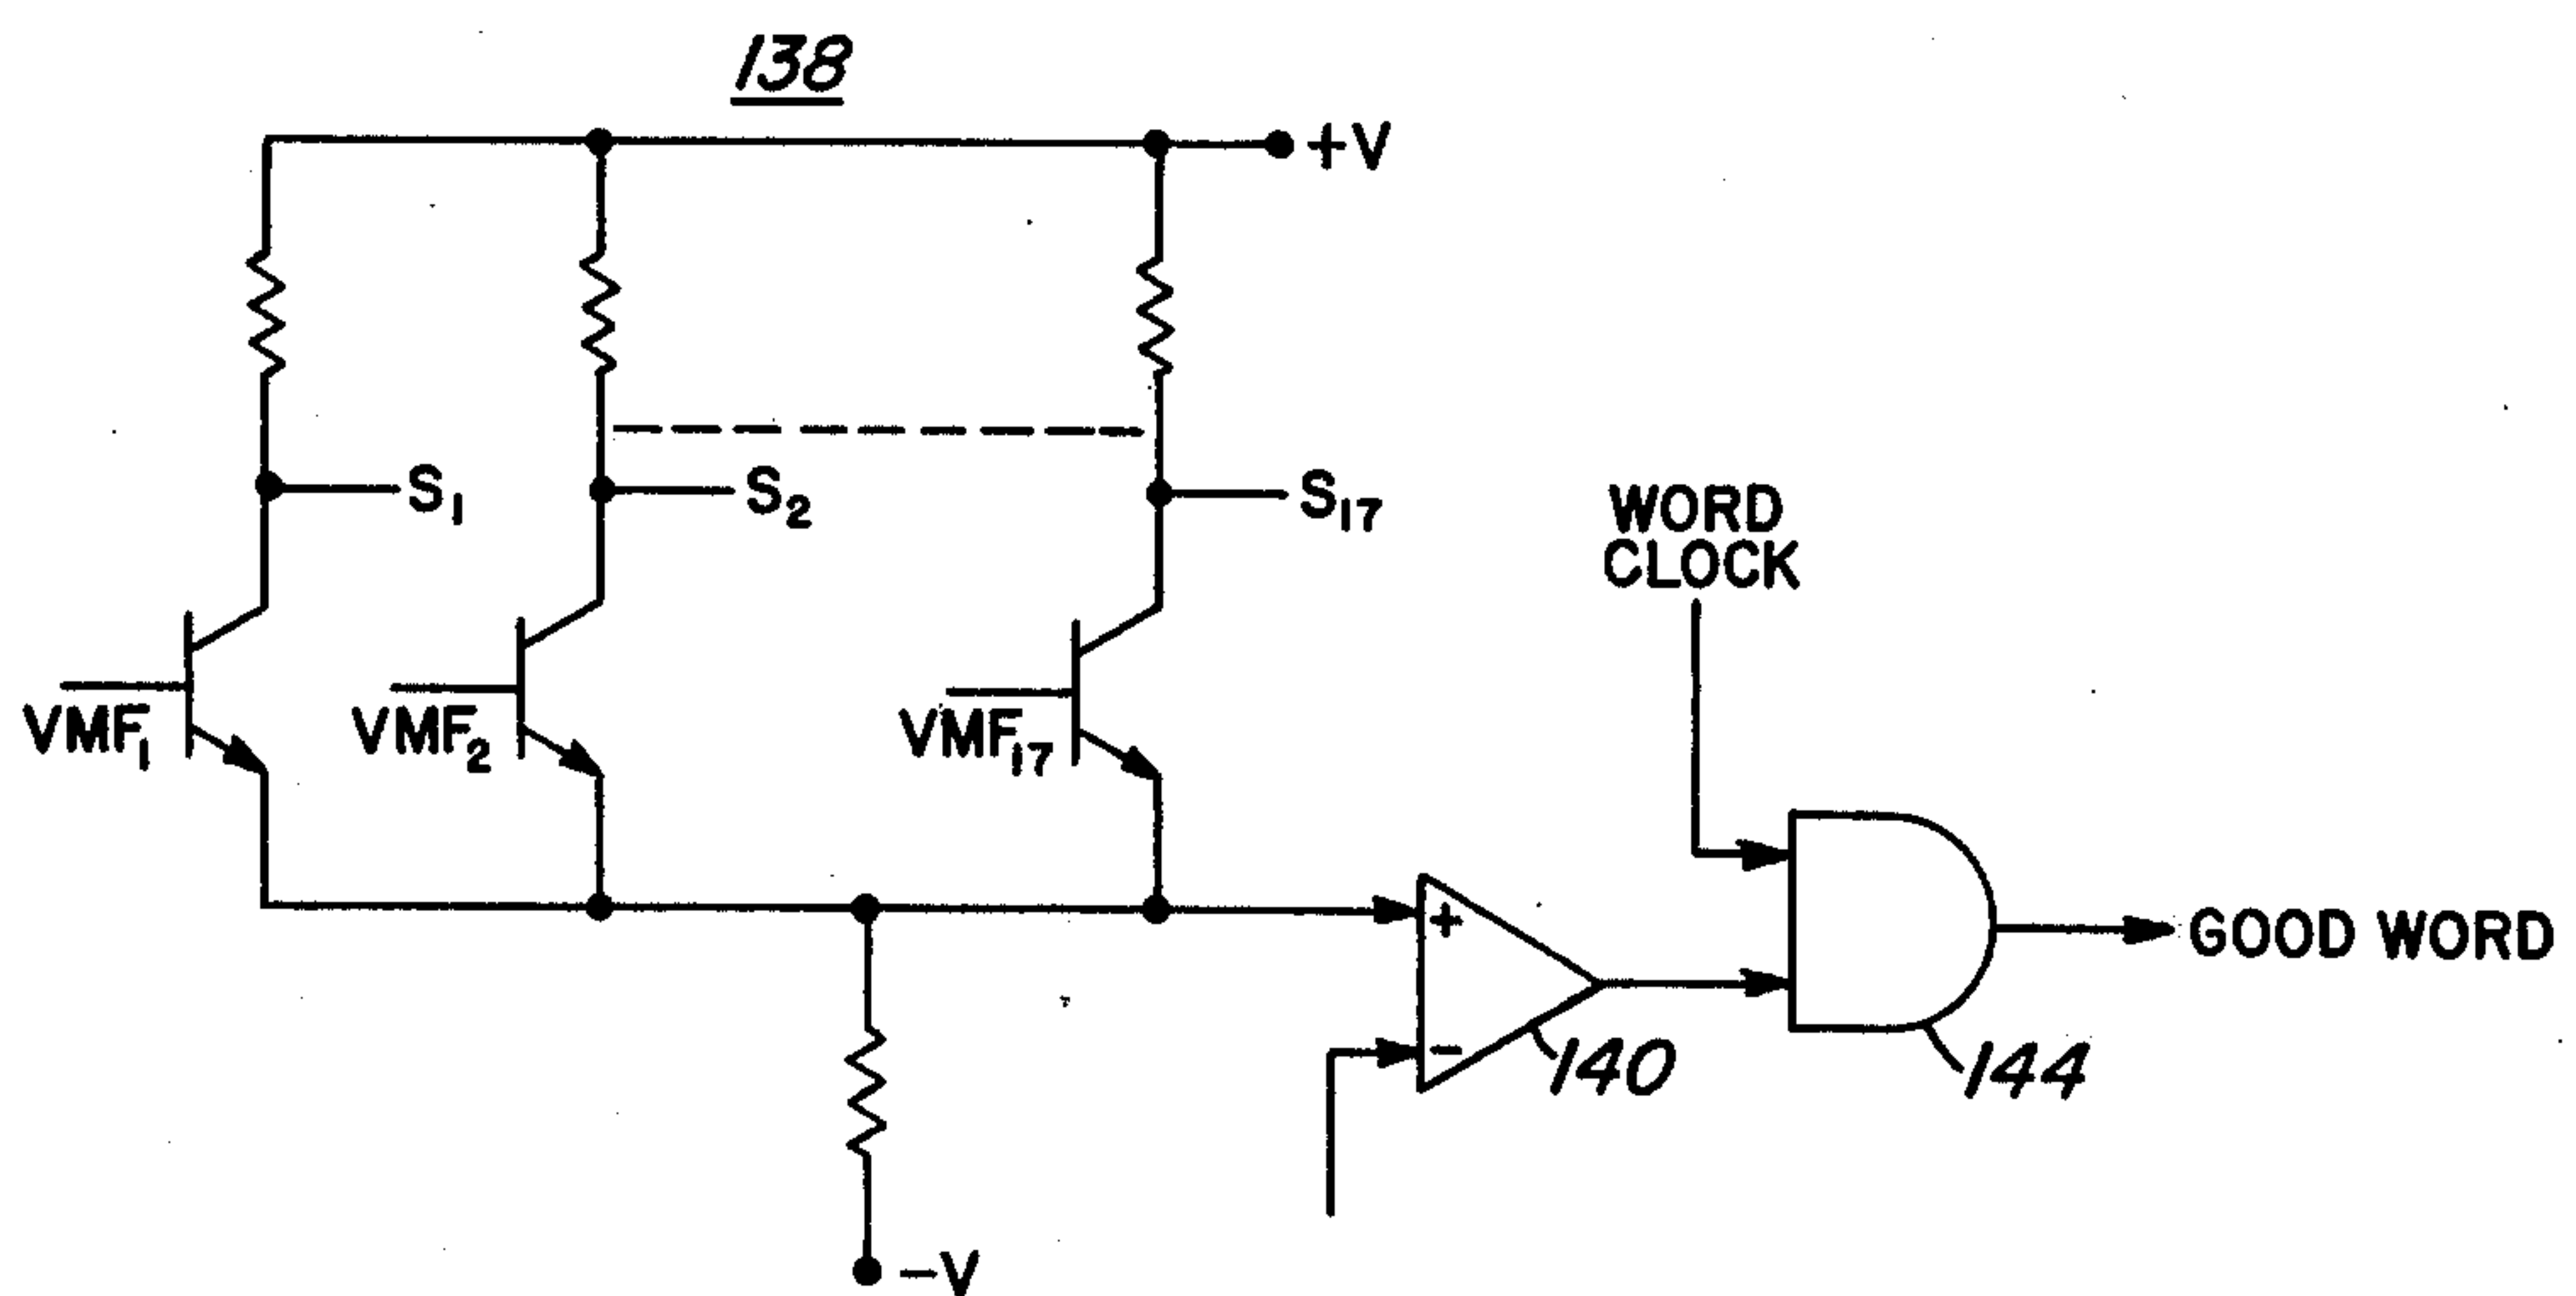 138
+V
S₁
S₂
S₁₇
WORD
CLOCK
VMF₁
VMF₂
VMF₁₇
+
GOOD WORD
−
140
144
−V